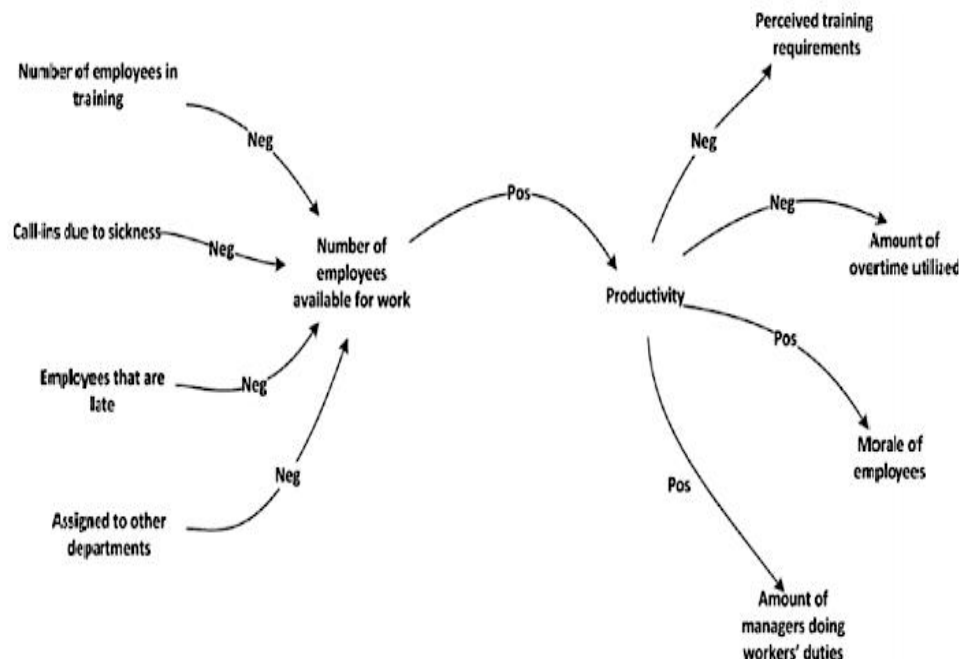 Perceived training
requirements
Number of employees in
training
Neg
Neg
Pos
Neg
Call-ins due to sickness
Neg
Number of
employees
available for work
Amount of
overtime utilized
Productivity
Pos
Employees that are
late
Neg
Morale of
employees
Neg
Pos
Assigned to other
departments
Amount of
managers doing
workers' duties